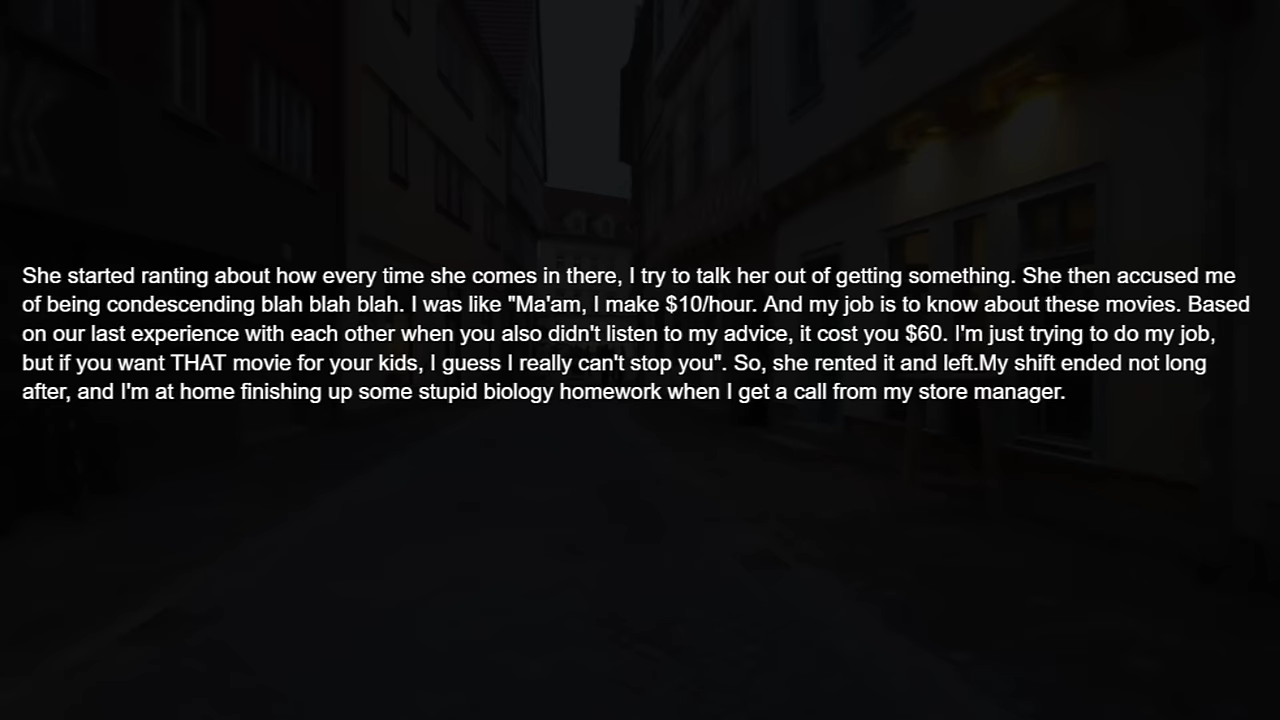 She started ranting about how every time she comes in there, I try to talk her out of getting something. She then accused me
of being condescending blah blah blah. I was like "Ma'am, I make $10/hour. And my job is to know about these movies. Based
on our last experience with each other when you also didn't listen to my advice, it cost you $60. I'm just trying to do my job,
but if you want THAT movie for your kids, I guess I really can't stop you". So, she rented it and left.My shift ended not long
after, and I'm at home finishing up some stupid biology homework when I get a call from my store manager.